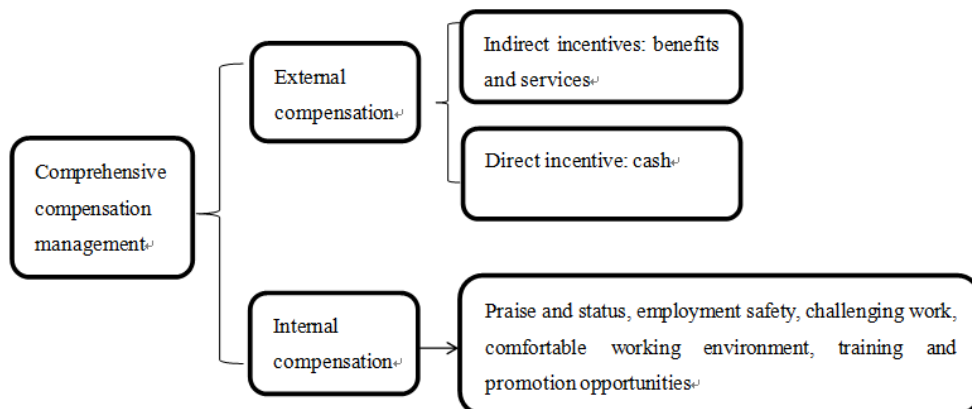 Comprehensive
compensation
management↵
External
compensation↵
Indirect incentives: benefits
and services↵
Direct incentive: cash↵
Internal
compensation↵
Praise and status, employment safety, challenging work,
comfortable working environment, training and
promotion opportunities↵